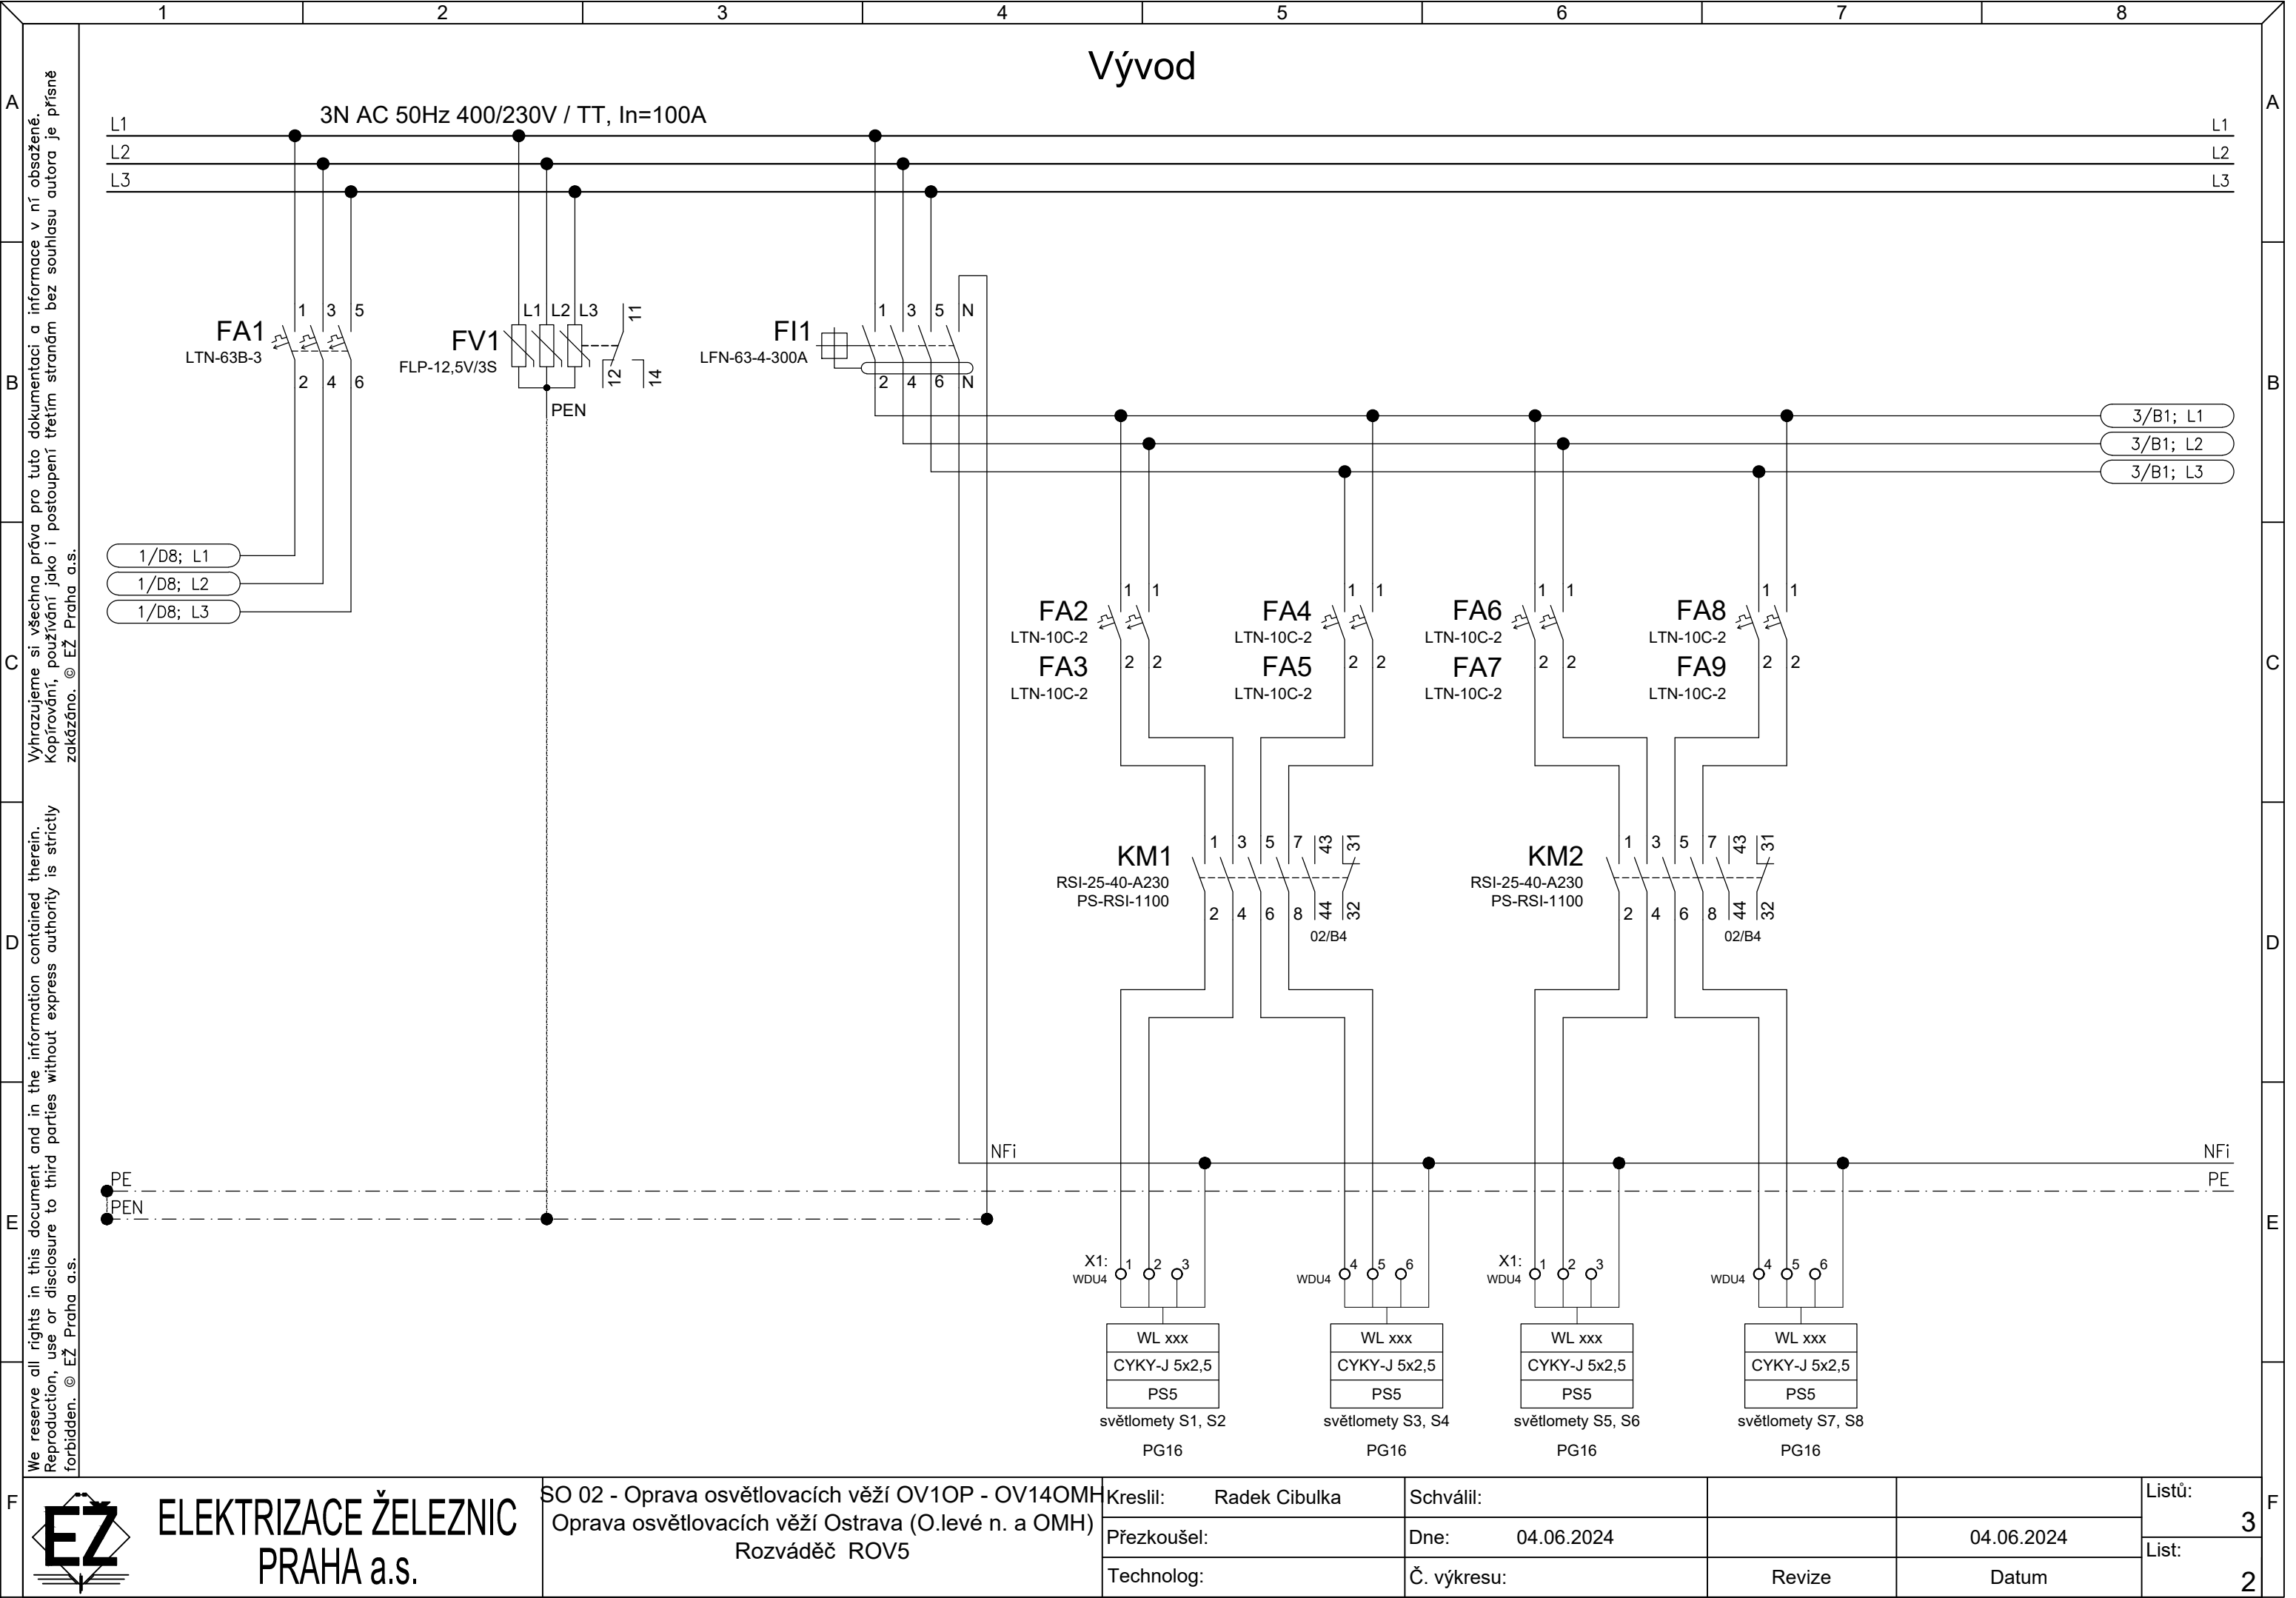 1 2 3 4 5 6 7 8
Vývod
A A
3N AC 50Hz 400/230V / TT, In=100A
L1 L1
L2 L2
L3 L3
Vyhrazujeme si všechna práva pro tuto dokumentaci a informace v ní obsažené.
Kopírování, používání jako i postoupení třetím stranám bez souhlasu autora je přísně
zakázáno. © EŽ Praha a.s.
We reserve all rights in this document and in the information contained therein.
Reproduction, use or disclosure to third parties without express authority is strictly
forbidden. © EŽ Praha a.s.
B B
FA1
LTN-63B-3
1 3 5
2 4 6
FV1
FLP-12,5V/3S
L1 L2 L3 11
12 14
PEN
FI1
LFN-63-4-300A
1 3 5 N
2 4 6 N
3/B1; L1
3/B1; L2
3/B1; L3
1/D8; L1
1/D8; L2
1/D8; L3
C C
FA2
LTN-10C-2
FA3
LTN-10C-2
1 1
2 2
FA4
LTN-10C-2
FA5
LTN-10C-2
1 1
2 2
FA6
LTN-10C-2
FA7
LTN-10C-2
1 1
2 2
FA8
LTN-10C-2
FA9
LTN-10C-2
1 1
2 2
D D
KM1
RSI-25-40-A230
PS-RSI-1100
1 3 5 7 43 31
2 4 6 8 44 32
02/B4
KM2
RSI-25-40-A230
PS-RSI-1100
1 3 5 7 43 31
2 4 6 8 44 32
02/B4
NFi NFi
PE PE
PEN
E E
X1:
WDU4
1 2 3
WDU4
4 5 6
X1:
WDU4
1 2 3
WDU4
4 5 6
WL xxx WL xxx WL xxx WL xxx
CYKY-J 5x2,5 CYKY-J 5x2,5 CYKY-J 5x2,5 CYKY-J 5x2,5
PS5 PS5 PS5 PS5
světlomety S1, S2 světlomety S3, S4 světlomety S5, S6 světlomety S7, S8
PG16 PG16 PG16 PG16
F F
EŽ
ELEKTRIZACE ŽELEZNIC
PRAHA a.s.
SO 02 - Oprava osvětlovacích věží OV1OP - OV14OMH
Oprava osvětlovacích věží Ostrava (O.levé n. a OMH)
Rozváděč ROV5
Kreslil: Radek Cibulka Schválil:
Přezkoušel: Dne: 04.06.2024 04.06.2024
Technolog: Č. výkresu: Revize Datum
Listů:
3
List:
2